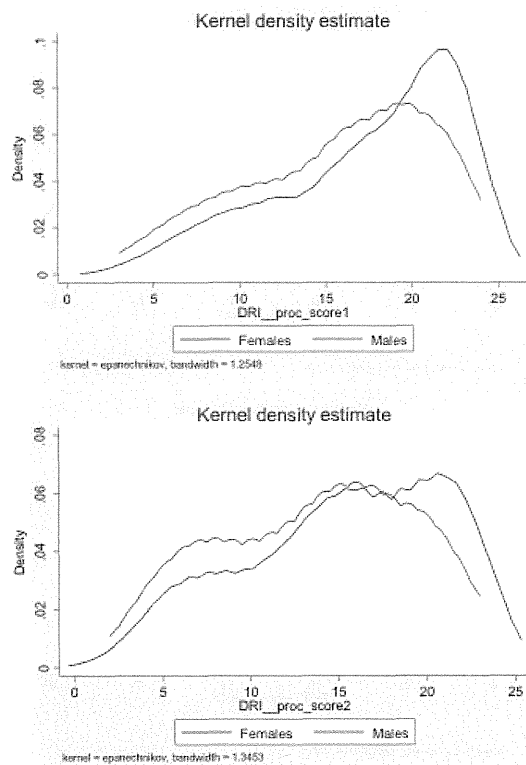 Kernel density estimate
.1
.08
.06
.04
.02
0
Density
0 5 10 15 20 25
DRI__proc_score1
Females Males
kernel = epanechnikov, bandwidth = 1.2548
Kernel density estimate
.08
.06
.04
.02
0
Density
0 5 10 15 20 25
DRI__proc_score2
Females Males
kernel = epanechnikov, bandwidth = 1.3453